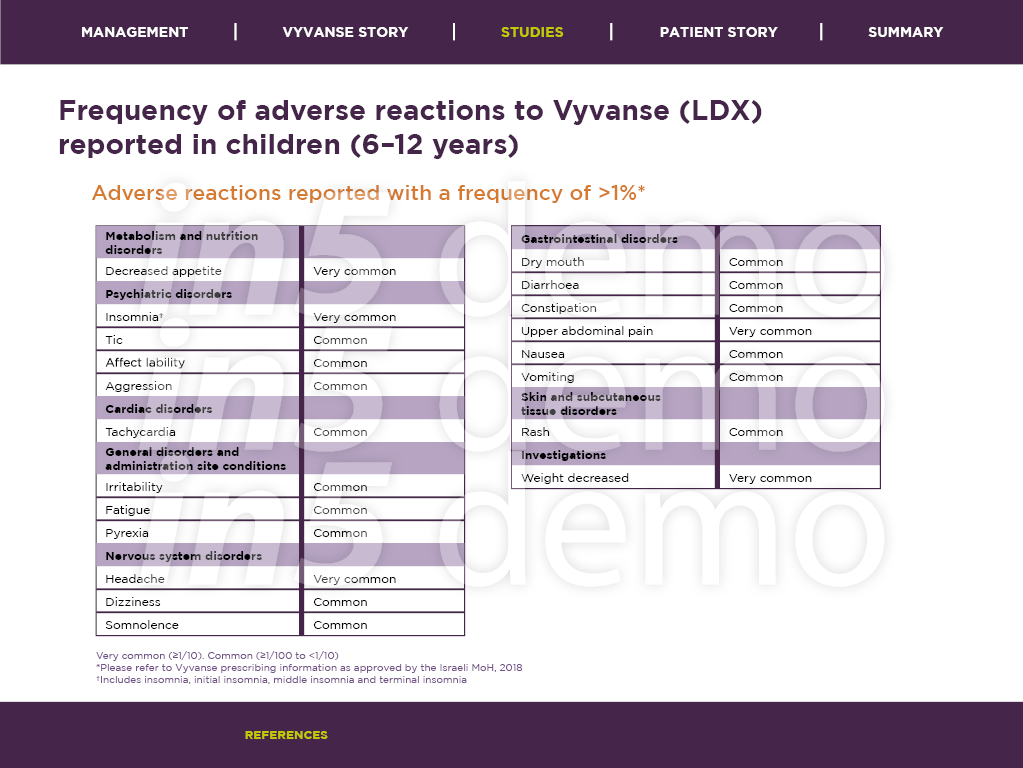 MANAGEMENT | VYVANSE STORY | STUDIES | PATIENT STORY | SUMMARY
Frequency of adverse reactions to Vyvanse (LDX)
reported in children (6–12 years)
Adverse reactions reported with a frequency of >1%*
Metabolism and nutrition
disorders
Decreased appetite Very common
Psychiatric disorders
Insomnia† Very common
Tic Common
Affect lability Common
Aggression Common
Cardiac disorders
Tachycardia Common
General disorders and
administration site conditions
Irritability Common
Fatigue Common
Pyrexia Common
Nervous system disorders
Headache Very common
Dizziness Common
Somnolence Common
Gastrointestinal disorders
Dry mouth Common
Diarrhoea Common
Constipation Common
Upper abdominal pain Very common
Nausea Common
Vomiting Common
Skin and subcutaneous
tissue disorders
Rash Common
Investigations
Weight decreased Very common
in5 demo
in5 demo
in5 demo
Very common (≥1/10). Common (≥1/100 to <1/10)
*Please refer to Vyvanse prescribing information as approved by the Israeli MoH, 2018
†Includes insomnia, initial insomnia, middle insomnia and terminal insomnia
REFERENCES